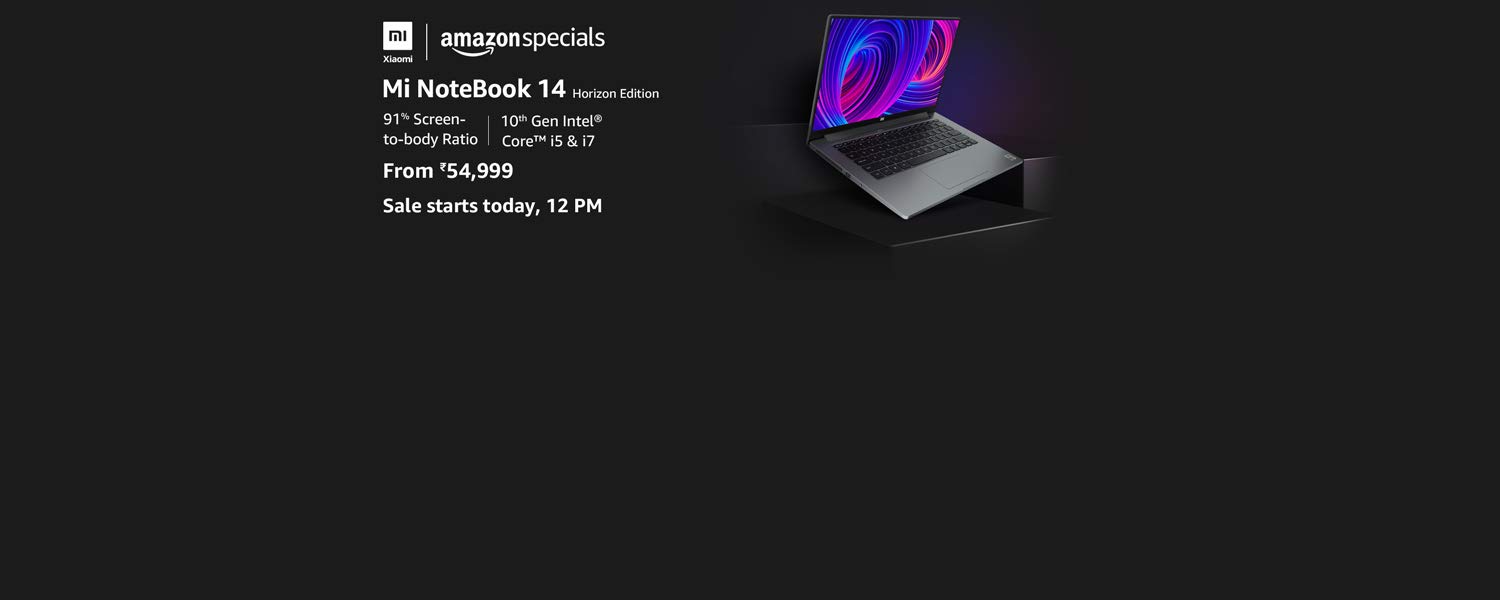 mi
Xiaomi
amazonspecials
Mi NoteBook 14 Horizon Edition
91% Screen-
to-body Ratio
10th Gen Intel®
Core™ i5 & i7
From ₹54,999
Sale starts today, 12 PM